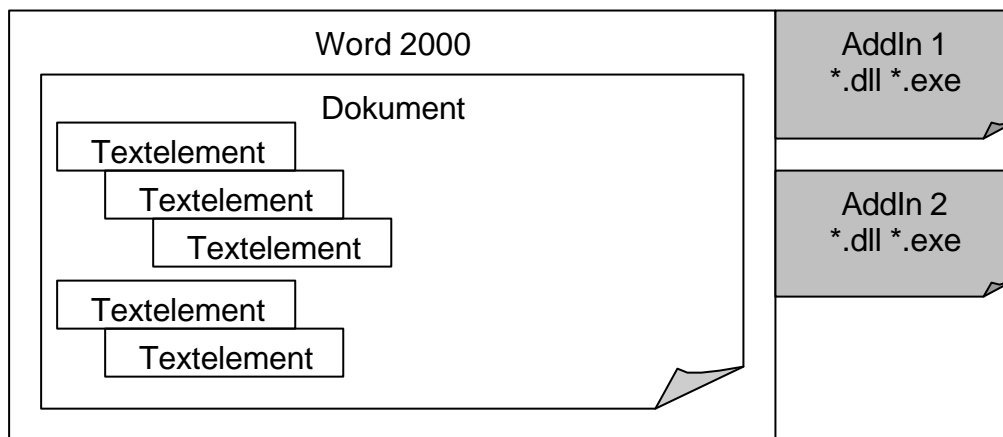 Word 2000
Dokument
Textelement
Textelement
Textelement
Textelement
Textelement
AddIn 1
*.dll *.exe
AddIn 2
*.dll *.exe